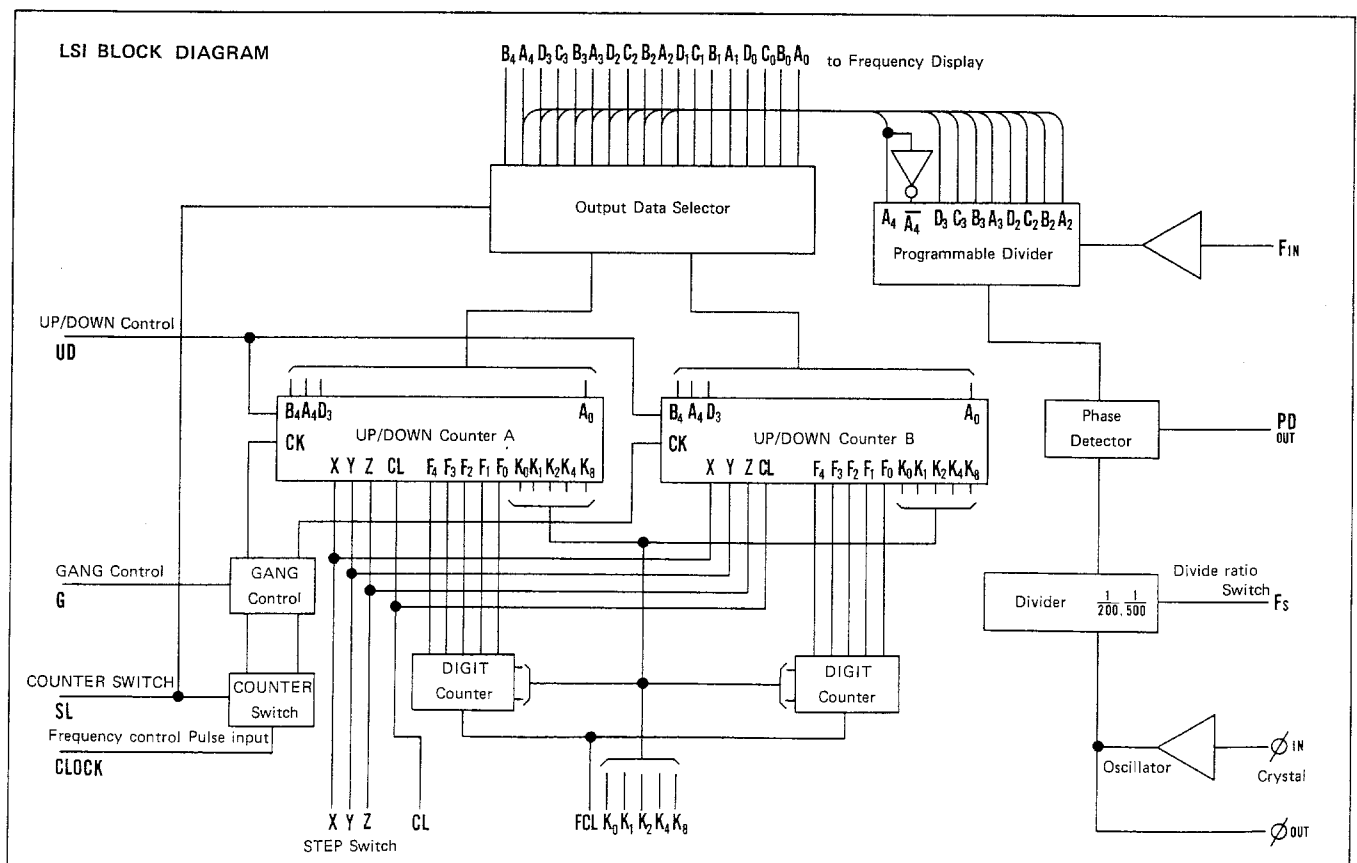 LSI BLOCK DIAGRAM
B4 A4 D3 C3 B3 A3 D2 C2 B2 A2 D1 C1 B1 A1 D0 C0 B0 A0 to Frequency Display
Output Data Selector
A4 A̅4̅ D3 C3 B3 A3 D2 C2 B2 A2
Programmable Divider
FIN
UP/DOWN Control
UD
B4 A4 D3 A0
CK
UP/DOWN Counter A
X Y Z CL F4 F3 F2 F1 F0 K0 K1 K2 K4 K8
B4 A4 D3 A0
CK
UP/DOWN Counter B
X Y Z CL F4 F3 F2 F1 F0 K0 K1 K2 K4 K8
Phase
Detector
PD
OUT
GANG Control
G
GANG
Control
Divider 1/200, 1/500
Divide ratio
Switch
FS
COUNTER SWITCH
SL
COUNTER
Switch
DIGIT
Counter
DIGIT
Counter
Frequency control Pulse input
CLOCK
Oscillator
∅ IN
Crystal
∅ OUT
X Y Z CL FCL K0 K1 K2 K4 K8
STEP Switch